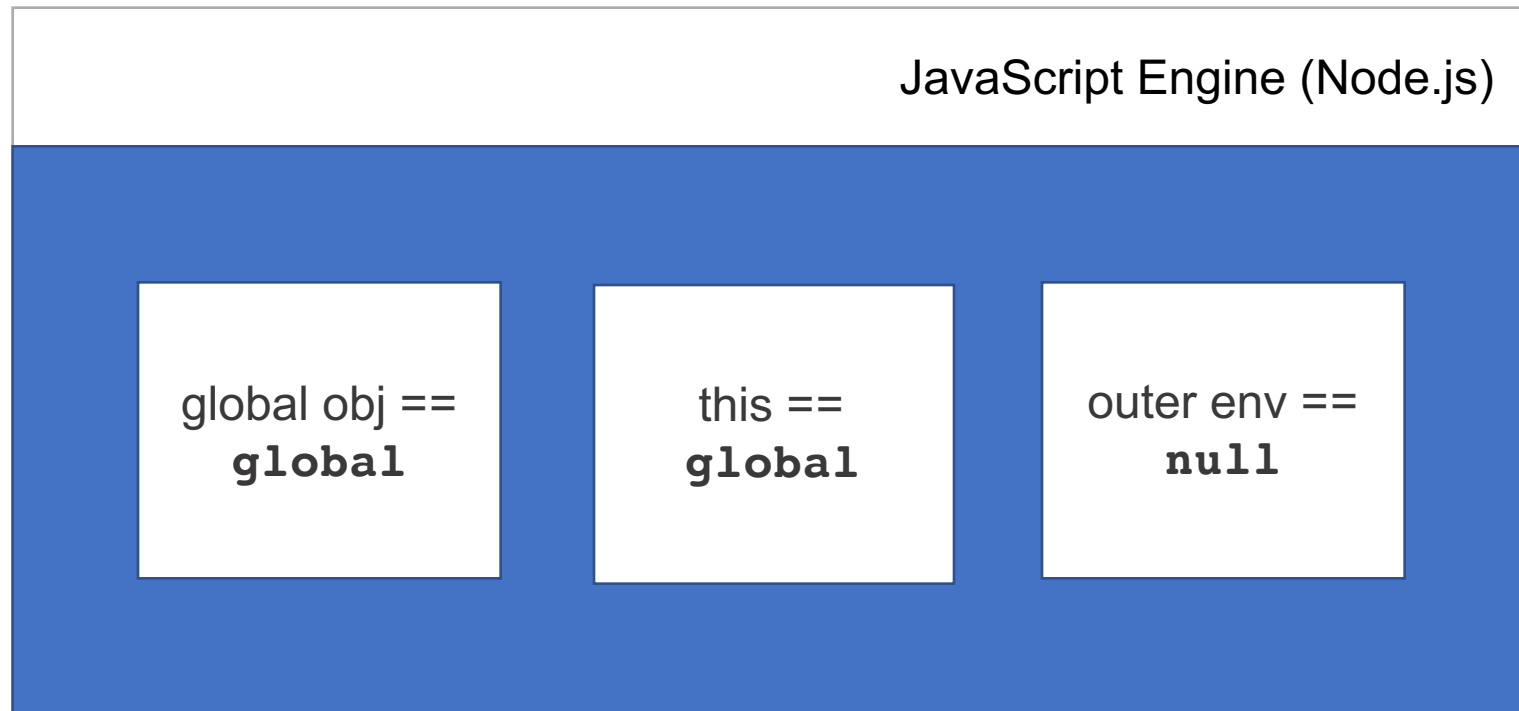 JavaScript Engine (Node.js)
global obj ==
global
this ==
global
outer env ==
null